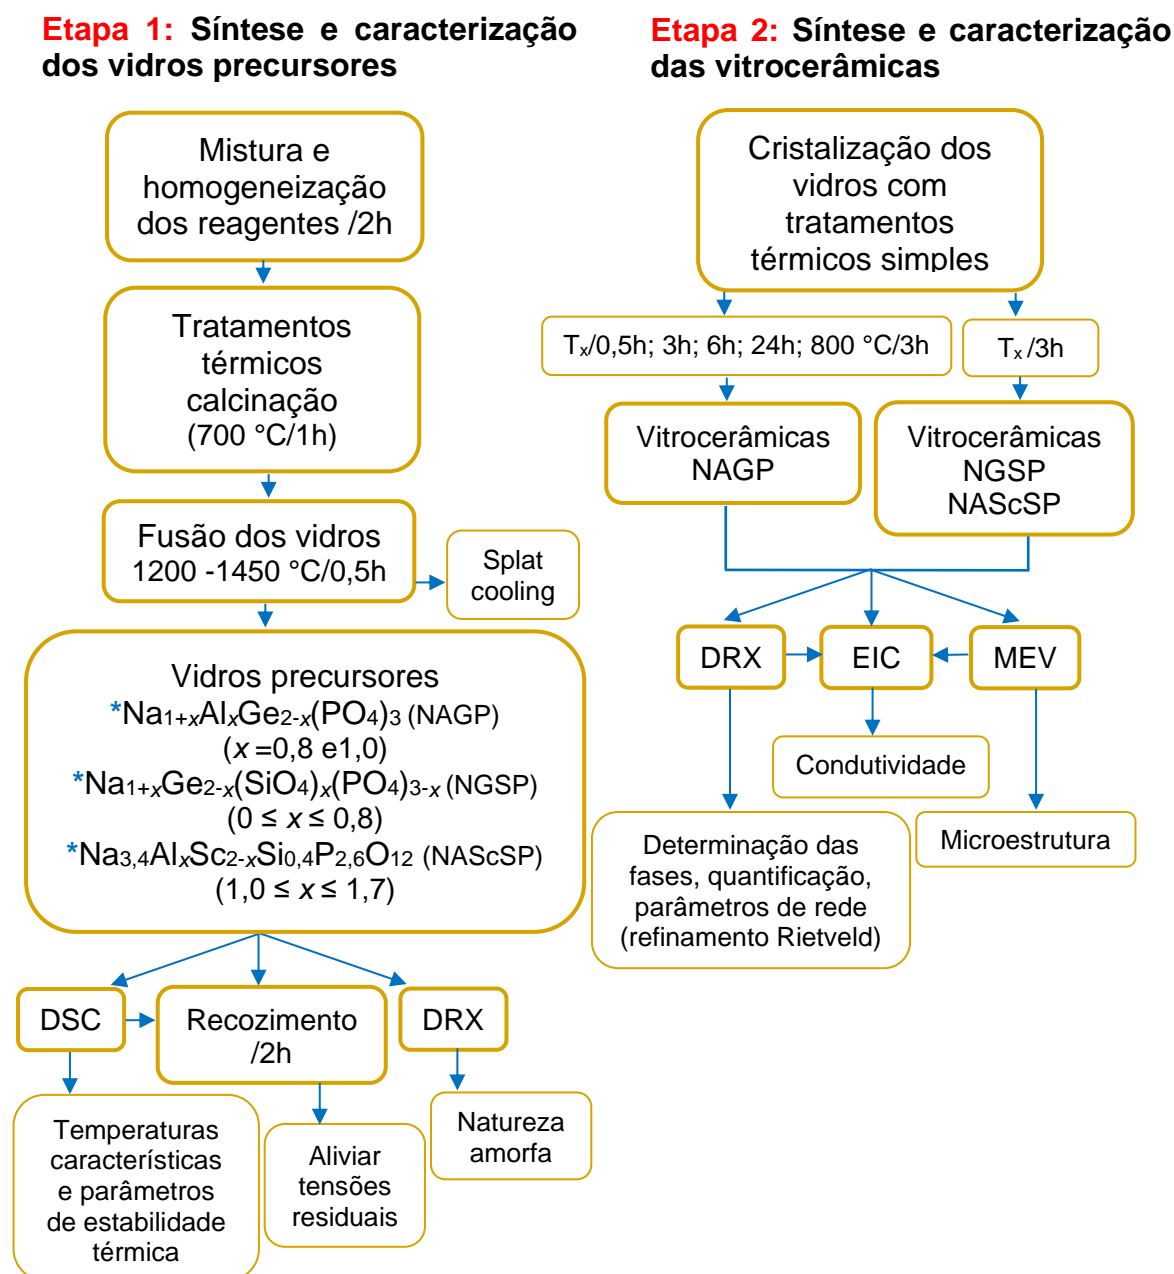 Etapa 1: Síntese e caracterização
dos vidros precursores
Mistura e
homogeneização
dos reagentes /2h
Tratamentos
térmicos
calcinação
(700 °C/1h)
Fusão dos vidros
1200 -1450 °C/0,5h
Splat
cooling
Vidros precursores
*Na1+xAlxGe2-x(PO4)3 (NAGP)
(x =0,8 e1,0)
*Na1+xGe2-x(SiO4)x(PO4)3-x (NGSP)
(0 ≤ x ≤ 0,8)
*Na3,4AlxSc2-xSi0,4P2,6O12 (NAScSP)
(1,0 ≤ x ≤ 1,7)
DSC
Recozimento
/2h
DRX
Temperaturas
características
e parâmetros
de estabilidade
térmica
Aliviar
tensões
residuais
Natureza
amorfa
Etapa 2: Síntese e caracterização
das vitrocerâmicas
Cristalização dos
vidros com
tratamentos
térmicos simples
Tx/0,5h; 3h; 6h; 24h; 800 °C/3h
Tx /3h
Vitrocerâmicas
NAGP
Vitrocerâmicas
NGSP
NAScSP
DRX
EIC
MEV
Condutividade
Determinação das
fases, quantificação,
parâmetros de rede
(refinamento Rietveld)
Microestrutura